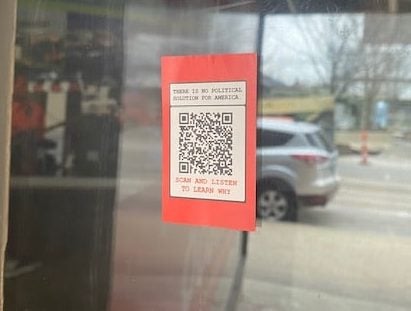 THERE IS NO POLITICAL
SOLUTION FOR AMERICA
SCAN AND LISTEN
TO LEARN WHY